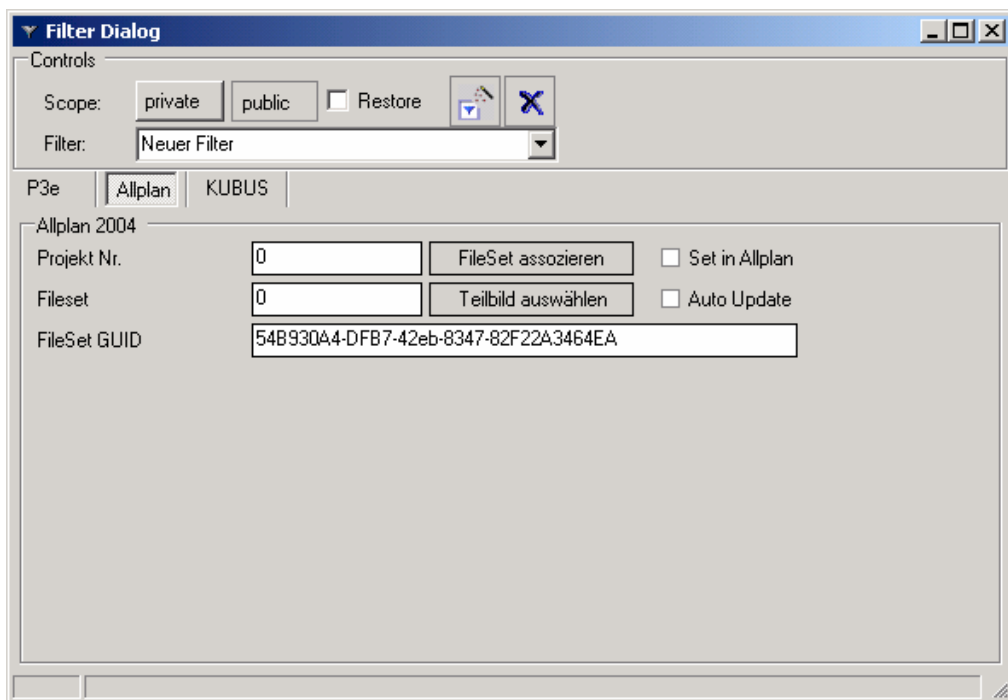 Filter Dialog
Controls
Scope: private public Restore
Filter: Neuer Filter
P3e Allplan KUBUS
Allplan 2004
Projekt Nr. 0 FileSet assozieren Set in Allplan
Fileset 0 Teilbild auswählen Auto Update
FileSet GUID 54B930A4-DFB7-42eb-8347-82F22A3464EA